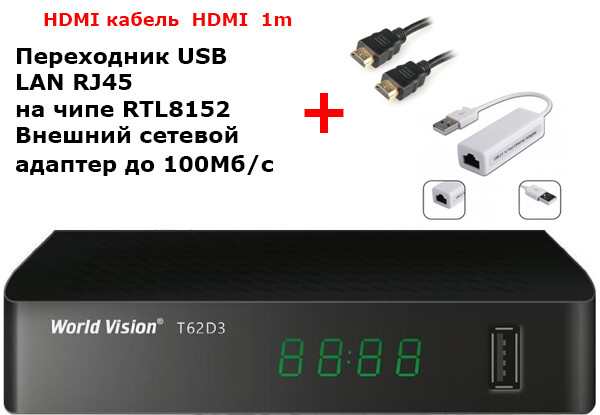 HDMI кабель HDMI 1m
Переходник USB
LAN RJ45
на чипе RTL8152
Внешний сетевой
адаптер до 100Мб/с
+
World Vision® T62D3
88:88